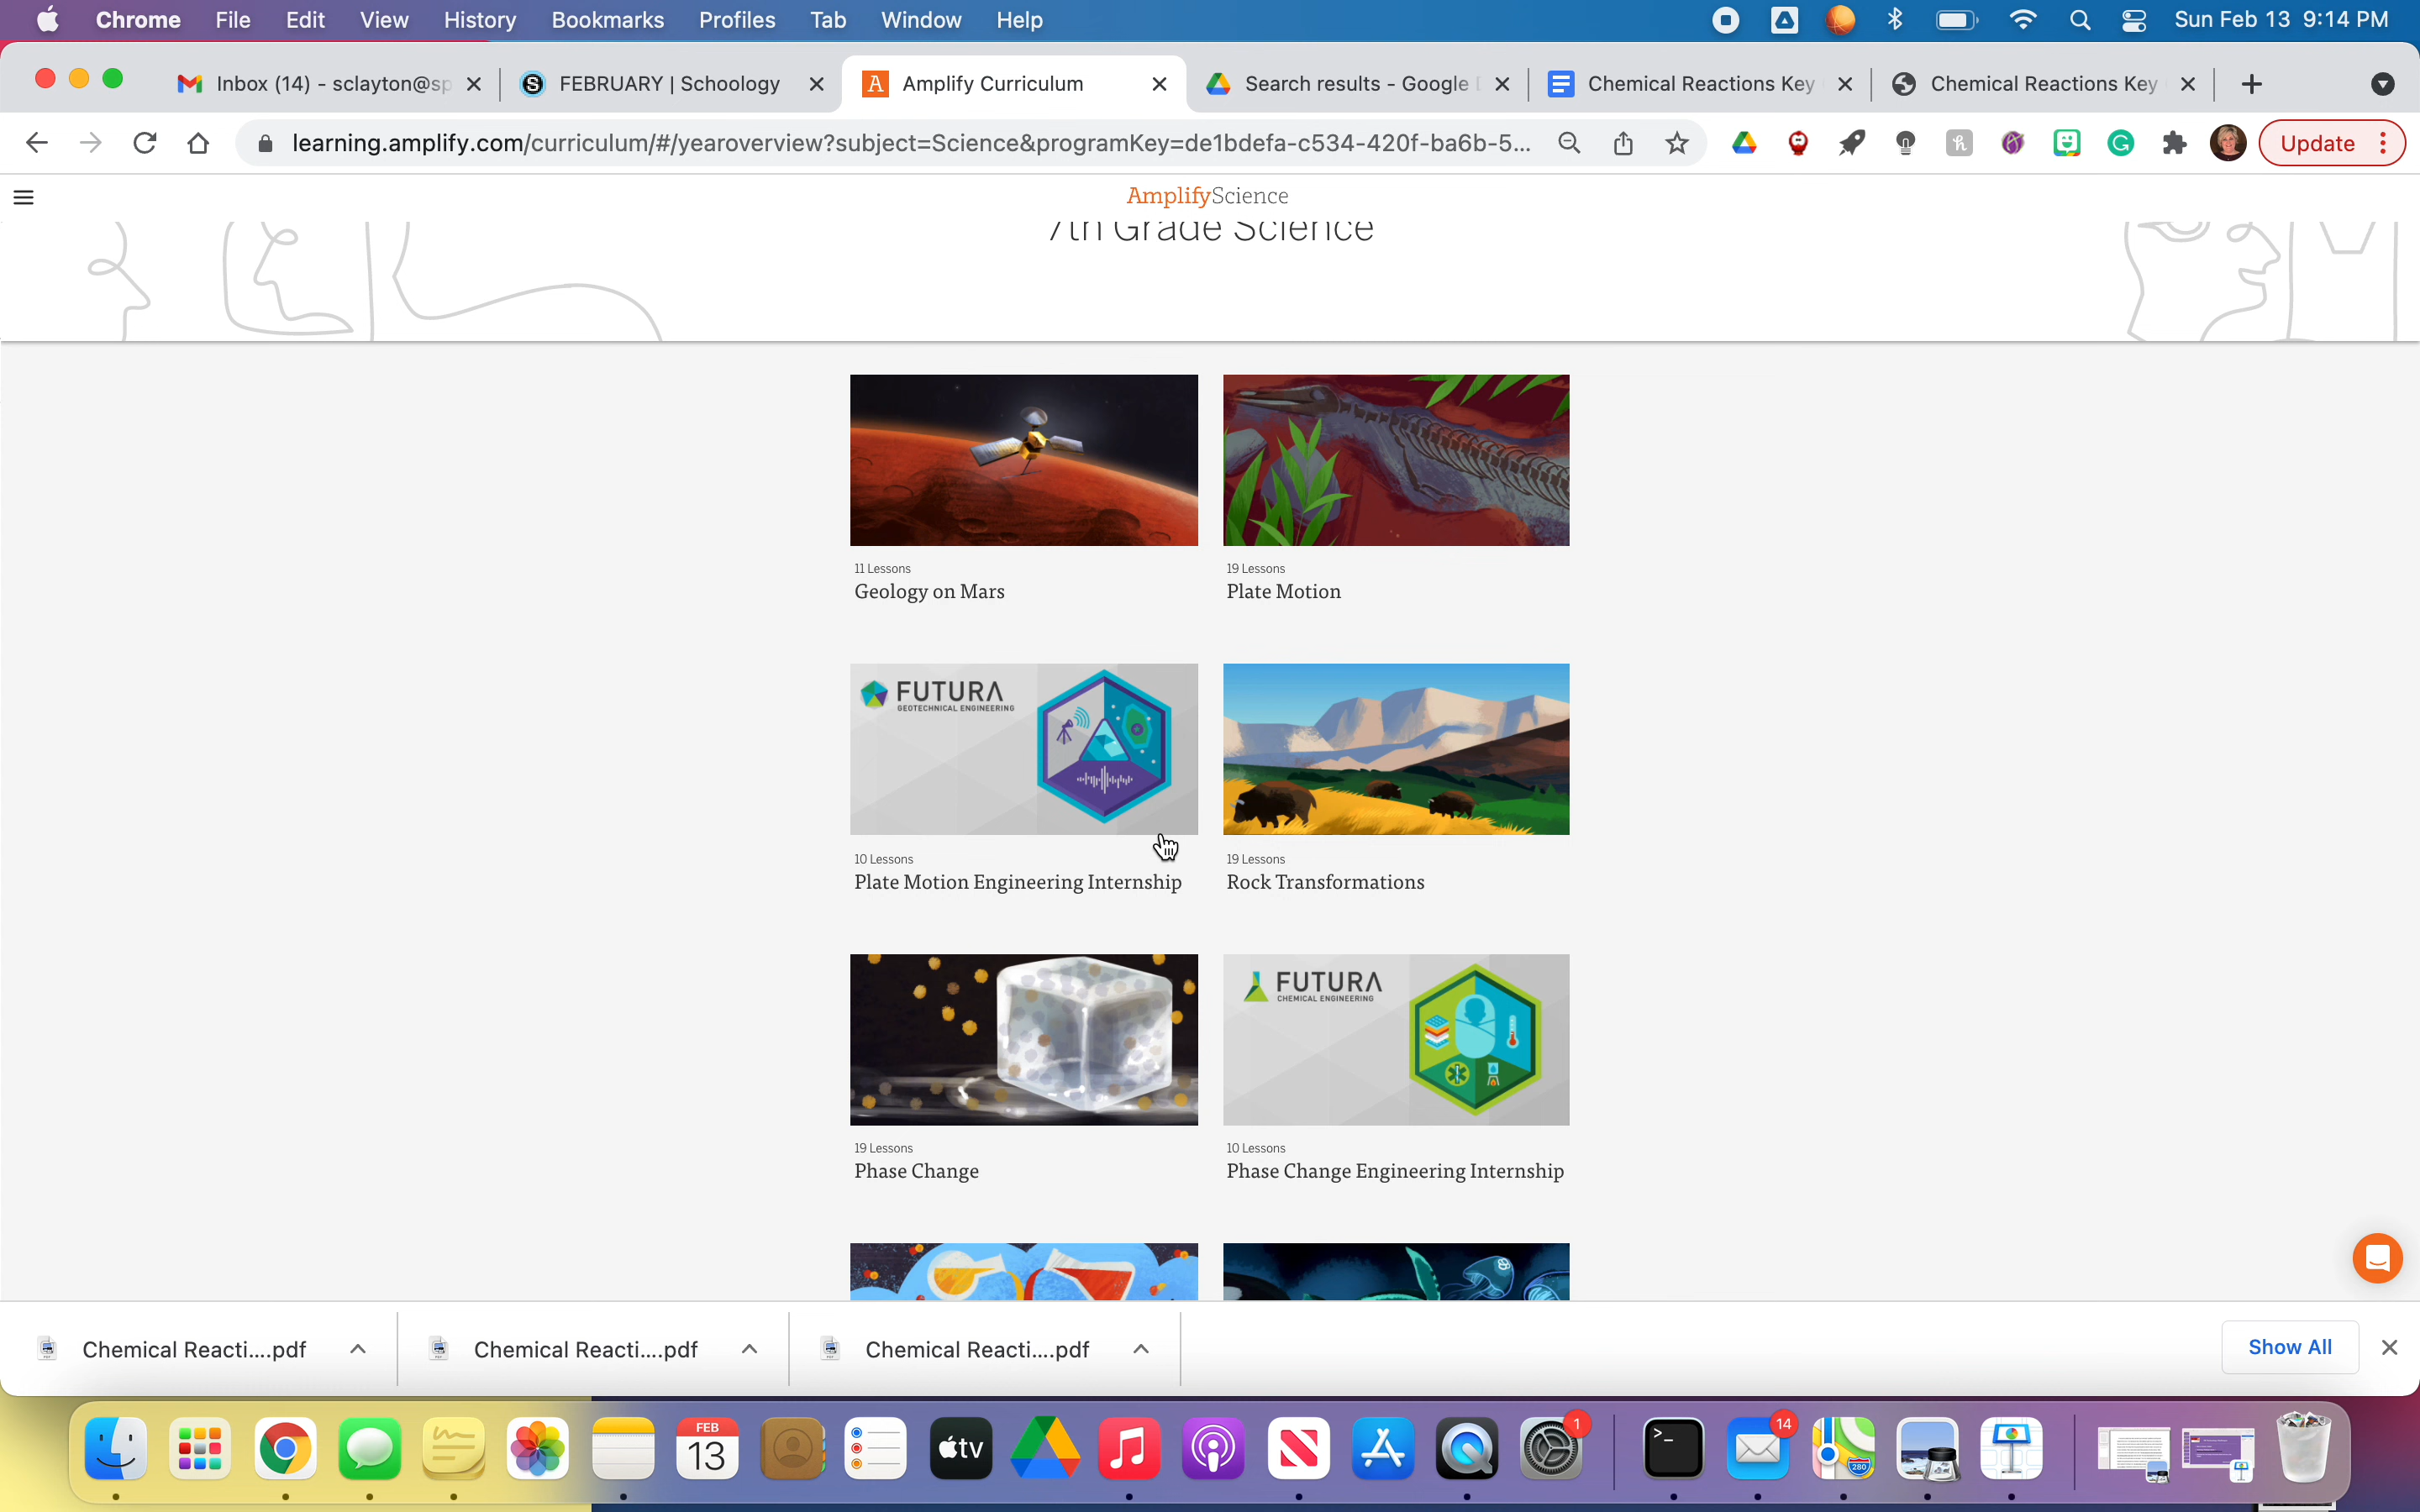 Chrome File Edit View History Bookmarks Profiles Tab Window Help Sun Feb 13 9:14 PM
Inbox (14) - sclayton@sp FEBRUARY | Schoology Amplify Curriculum Search results - Google Chemical Reactions Key Chemical Reactions Key
learning.amplify.com/curriculum/#/yearoverview?subject=Science&programKey=de1bdefa-c534-420f-ba6b-5... Update
AmplifyScience
7th Grade Science
11 Lessons
Geology on Mars
19 Lessons
Plate Motion
FUTURA
GEOTECHNICAL ENGINEERING
10 Lessons
Plate Motion Engineering Internship
19 Lessons
Rock Transformations
19 Lessons
Phase Change
FUTURA
CHEMICAL ENGINEERING
10 Lessons
Phase Change Engineering Internship
Chemical Reacti....pdf Chemical Reacti....pdf Chemical Reacti....pdf Show All
FEB
13
tv
280
1
14